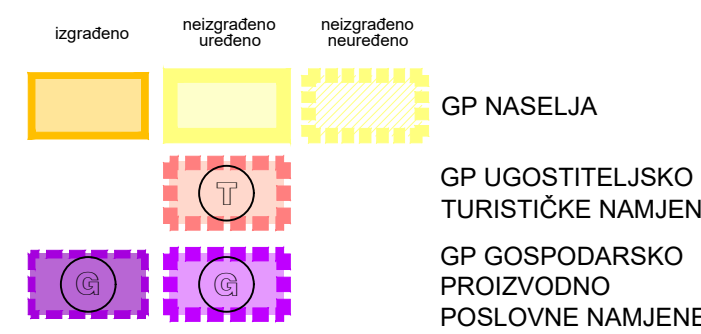 izgrađeno
neizgrađeno
uređeno
neizgrađeno
neuređeno
GP NASELJA
T
GP UGOSTITELJSKO
TURISTIČKE NAMJEN
G
G
GP GOSPODARSKO
PROIZVODNO
POSLOVNE NAMJENE